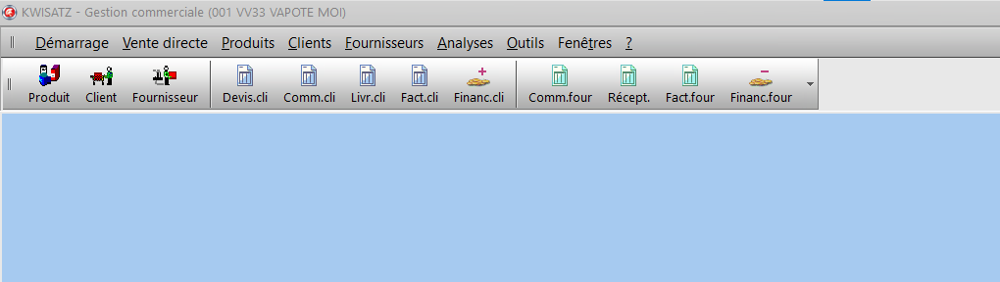 KWISATZ - Gestion commerciale (001 VV33 VAPOTE MOI)
Démarrage Vente directe Produits Clients Fournisseurs Analyses Outils Fenêtres ?
Produit Client Fournisseur Devis.cli Comm.cli Livr.cli Fact.cli Financ.cli Comm.four Récept. Fact.four Financ.four